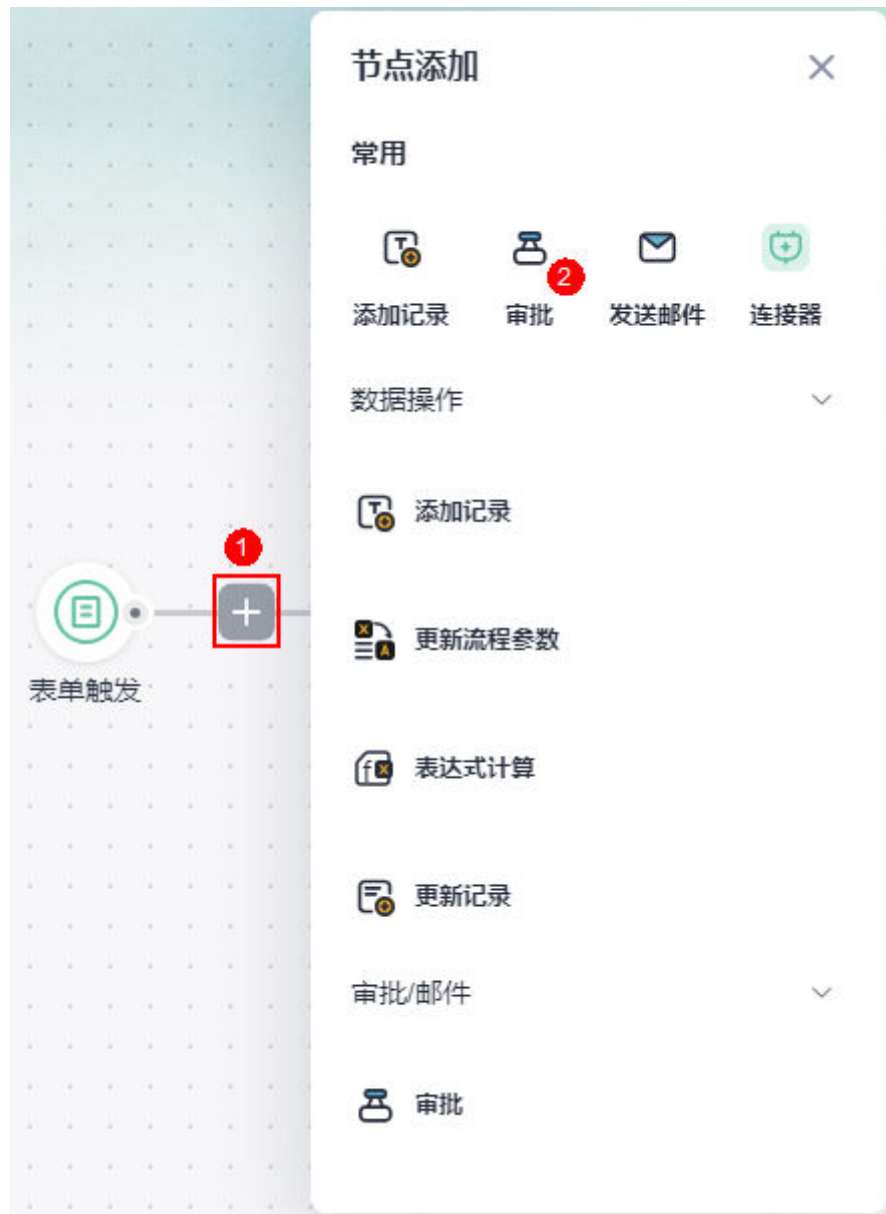 节点添加
常用
2
添加记录 审批 发送邮件 连接器
数据操作
添加记录
1
更新流程参数
表单触发
表达式计算
更新记录
审批/邮件
审批